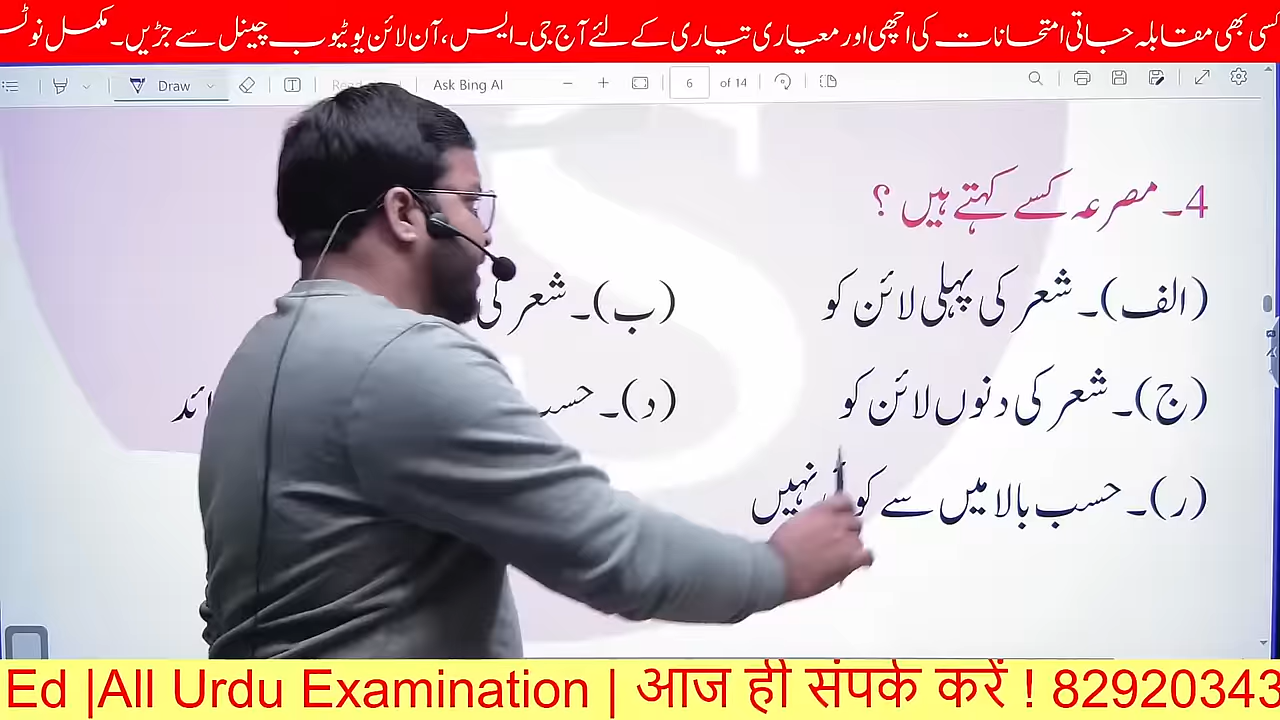 سی بھی مقابلہ جاتی امتحانات کی اچھی اور معیاری تیاری کے لئے آج جی۔ایس، آن لائن یوٹیوب چینل سے جڑیں۔ مکمل نوٹس
Draw
Ask Bing AI
6 of 14
4۔ مصرعہ کسے کہتے ہیں ؟
(الف)۔ شعر کی پہلی لائن کو
(ب)۔ شعر کی
(ج)۔ شعر کی دنوں لائن کو
(د)۔ حسب
(ر)۔ حسب بالا میں سے کوئی نہیں
Ed |All Urdu Examination | आज ही संपर्क करें ! 82920343